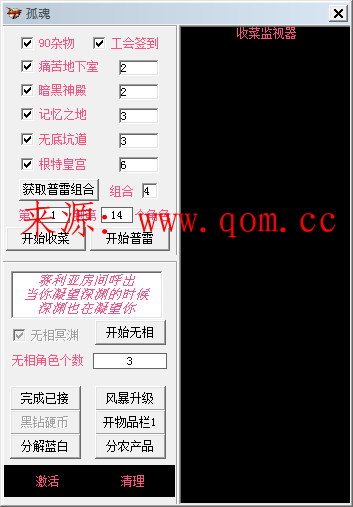 孤魂
收菜监视器
90杂物 工会签到
痛苦地下室 2
暗黑神殿 2
记忆之地 3
无底坑道 3
根特皇宫 6
获取普雷组合 组合 4
第 1 到第 14 个角色
来源：www.qom.cc
开始收菜 开始普雷
赛利亚房间呼出
当你凝望深渊的时候
深渊也在凝望你
无相冥渊 开始无相
无相角色个数 3
完成已接 风暴升级
黑钻硬币 开物品栏1
分解蓝白 分农产品
激活 清理